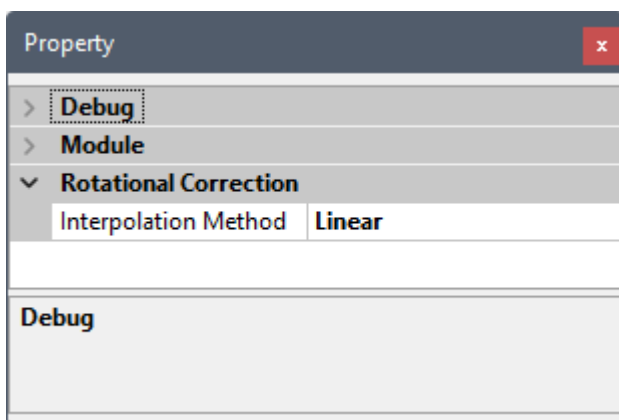 Property
x
Debug
Module
Rotational Correction
Interpolation Method Linear
Debug